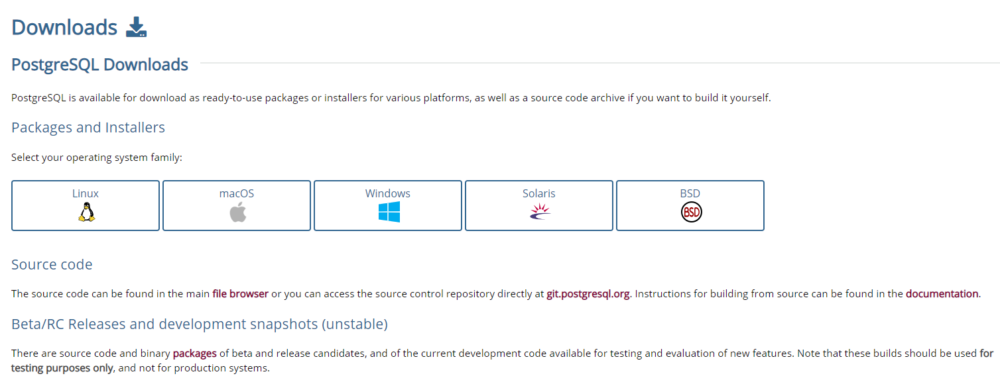 Downloads
PostgreSQL Downloads
PostgreSQL is available for download as ready-to-use packages or installers for various platforms, as well as a source code archive if you want to build it yourself.
Packages and Installers
Select your operating system family:
Linux
macOS
Windows
Solaris
BSD
BSD
Source code
The source code can be found in the main file browser or you can access the source control repository directly at git.postgresql.org. Instructions for building from source can be found in the documentation.
Beta/RC Releases and development snapshots (unstable)
There are source code and binary packages of beta and release candidates, and of the current development code available for testing and evaluation of new features. Note that these builds should be used for
testing purposes only, and not for production systems.